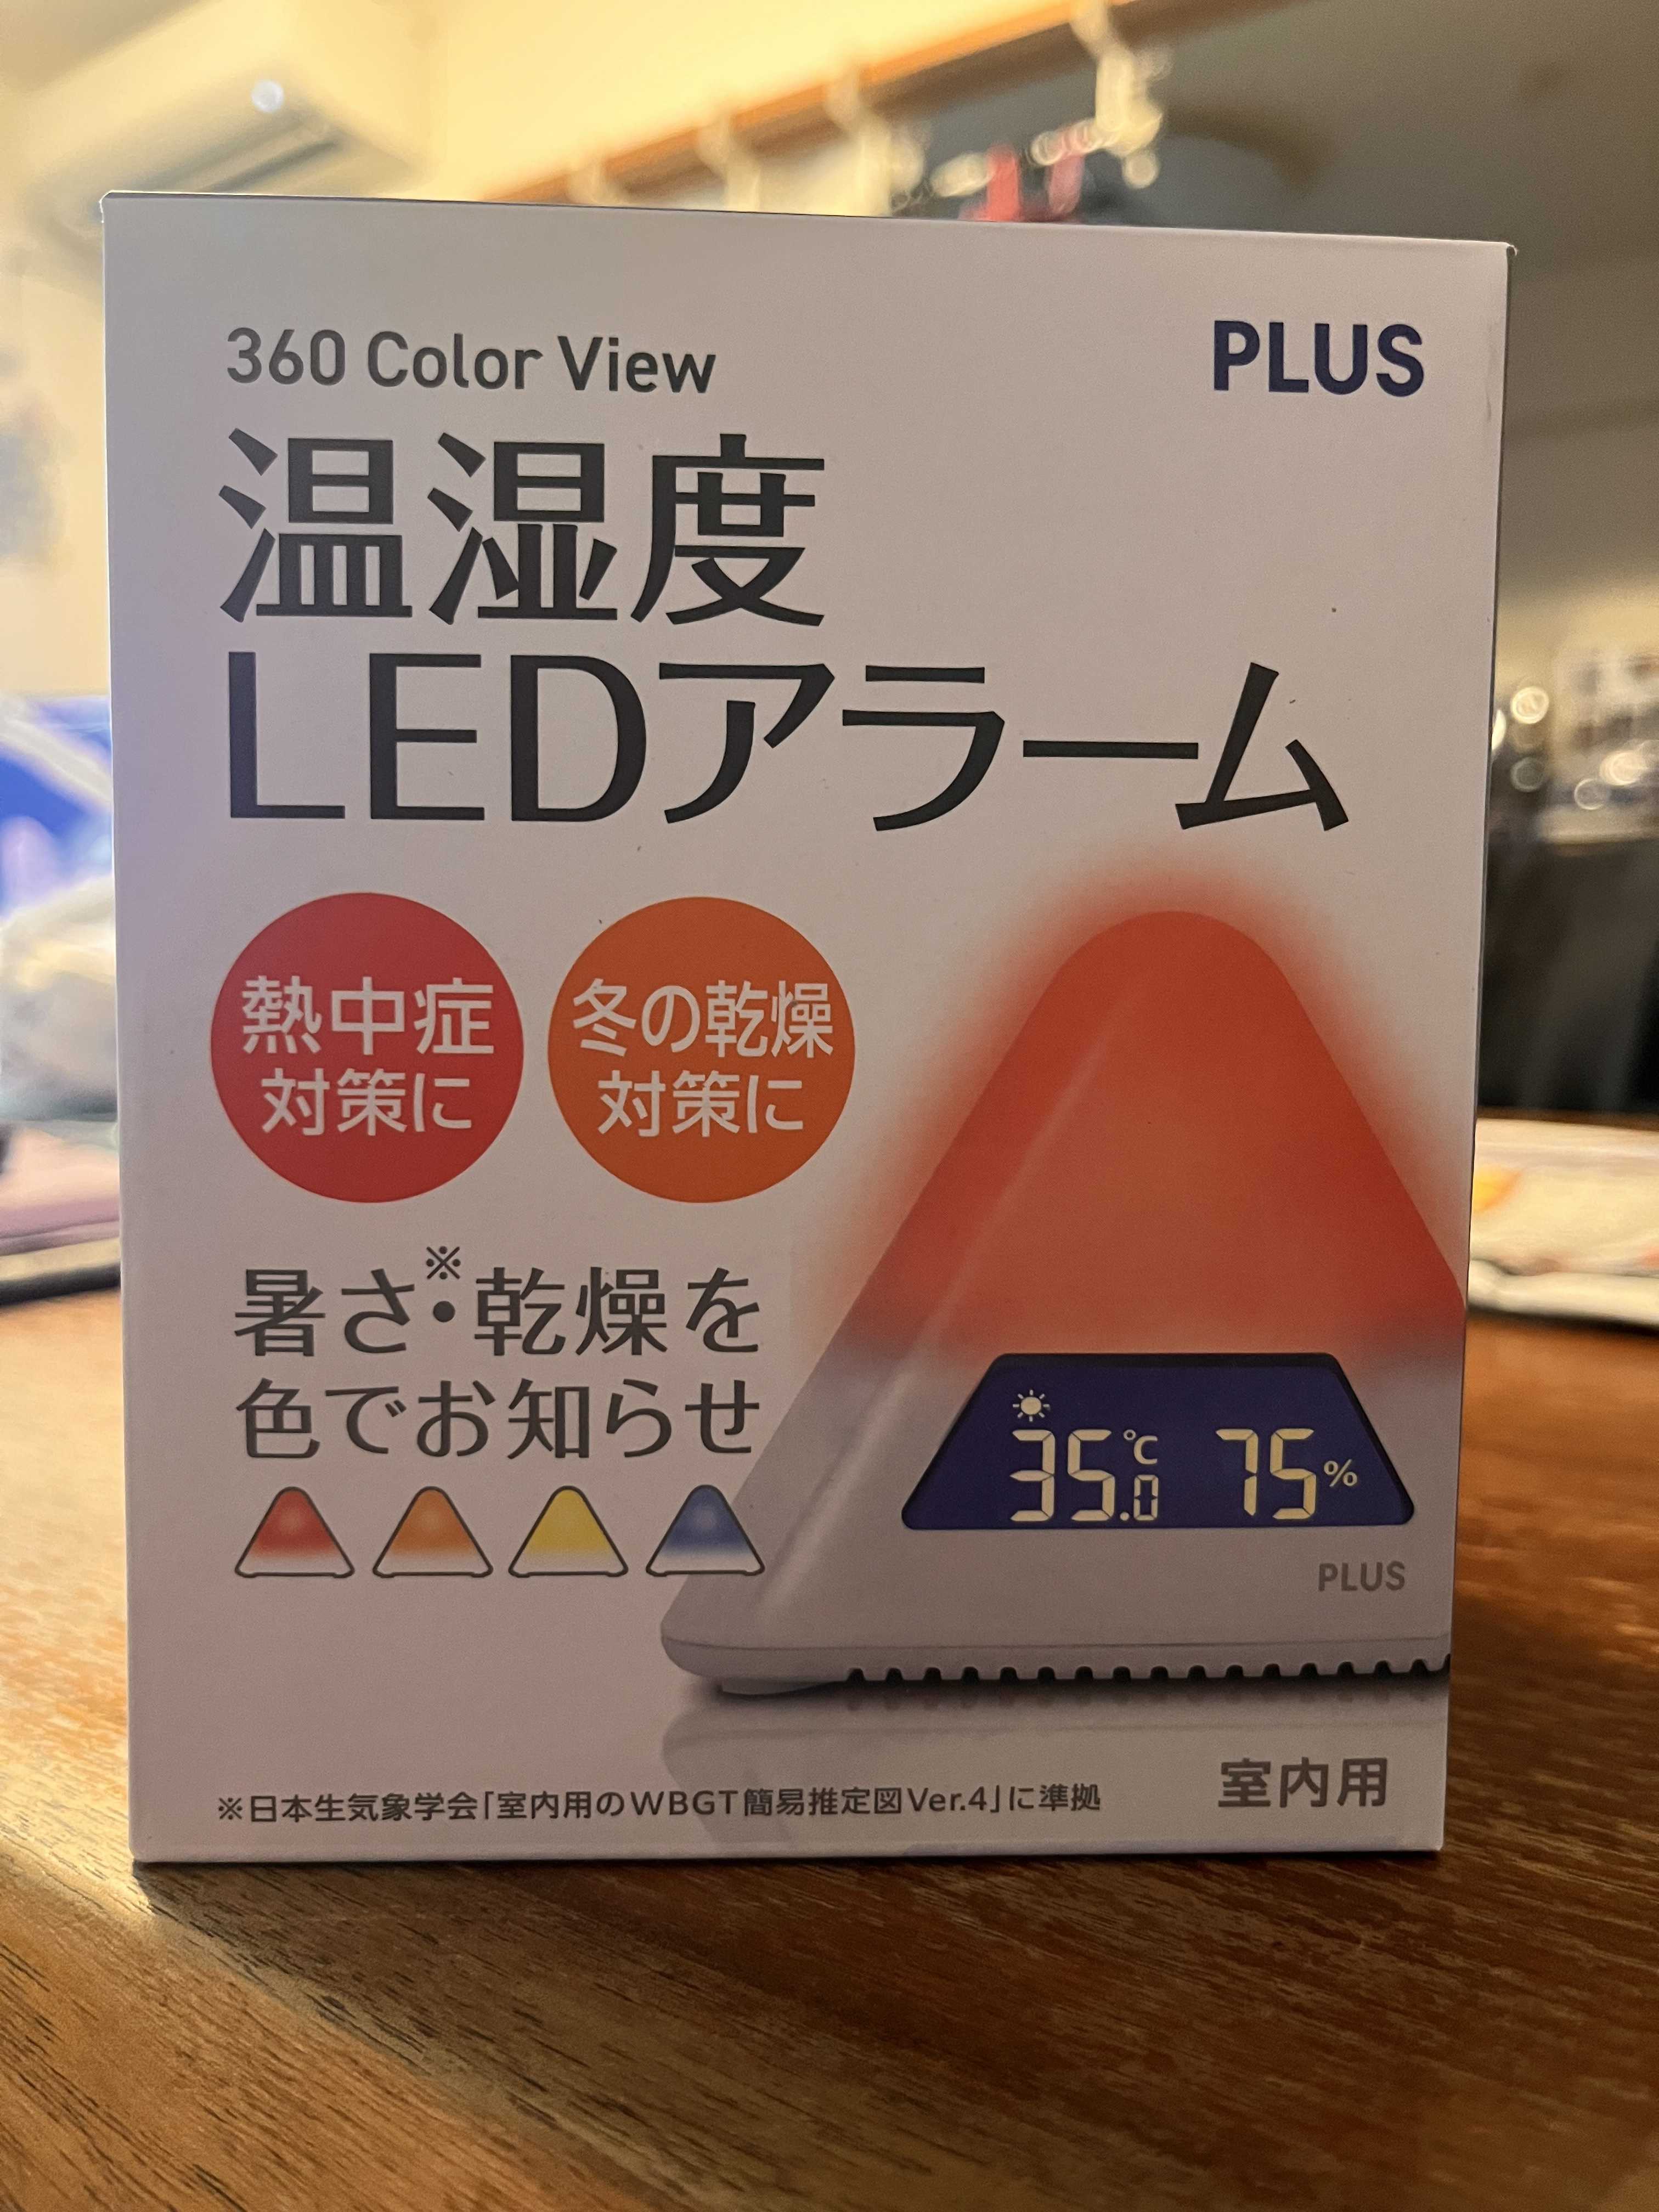 360 Color View
PLUS
温湿度
LEDアラーム
熱中症
対策に
冬の乾燥
対策に
暑さ※・乾燥を
色でお知らせ
35.0℃ 75%
PLUS
※日本生気象学会「室内用のWBGT簡易推定図Ver.4」に準拠
室内用